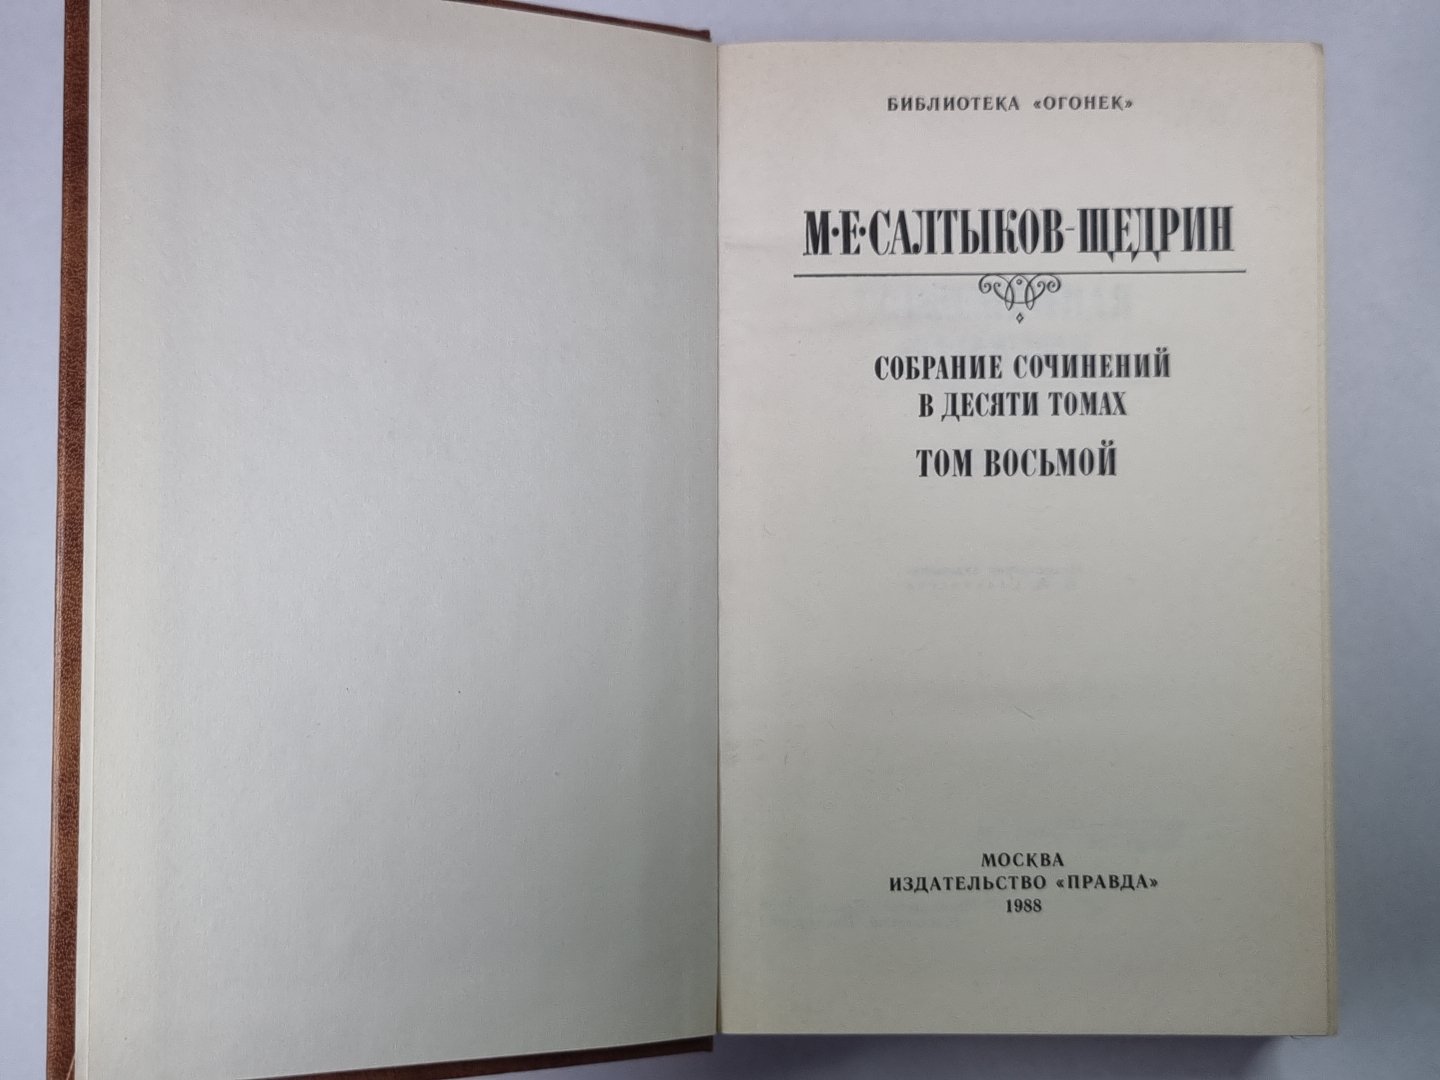 БИБЛИОТЕКА «ОГОНЕК»
М·Е·САЛТЫКОВ-ЩЕДРИН
СОБРАНИЕ СОЧИНЕНИЙ
В ДЕСЯТИ ТОМАХ
ТОМ ВОСЬМОЙ
МОСКВА
ИЗДАТЕЛЬСТВО «ПРАВДА»
1988